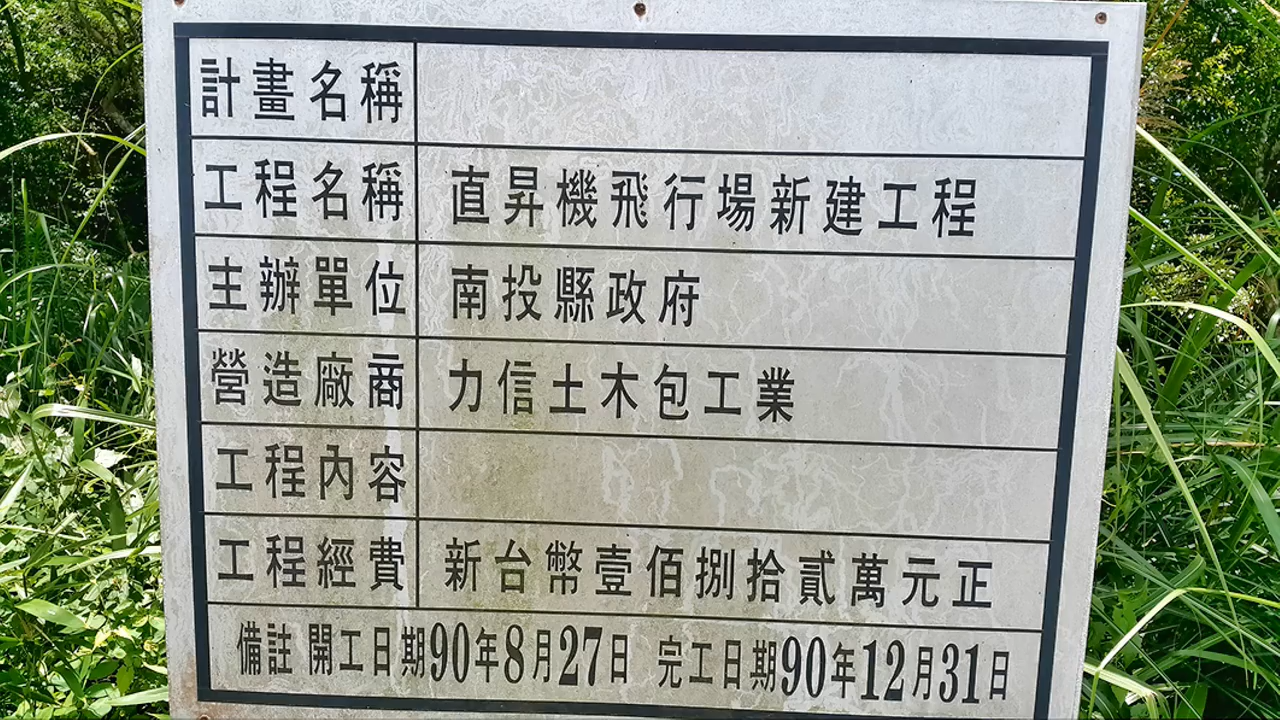 計畫名稱
工程名稱 直昇機飛行場新建工程
主辦單位 南投縣政府
營造廠商 力信土木包工業
工程內容
工程經費 新台幣壹佰捌拾貳萬元正
備註 開工日期90年8月27日 完工日期90年12月31日